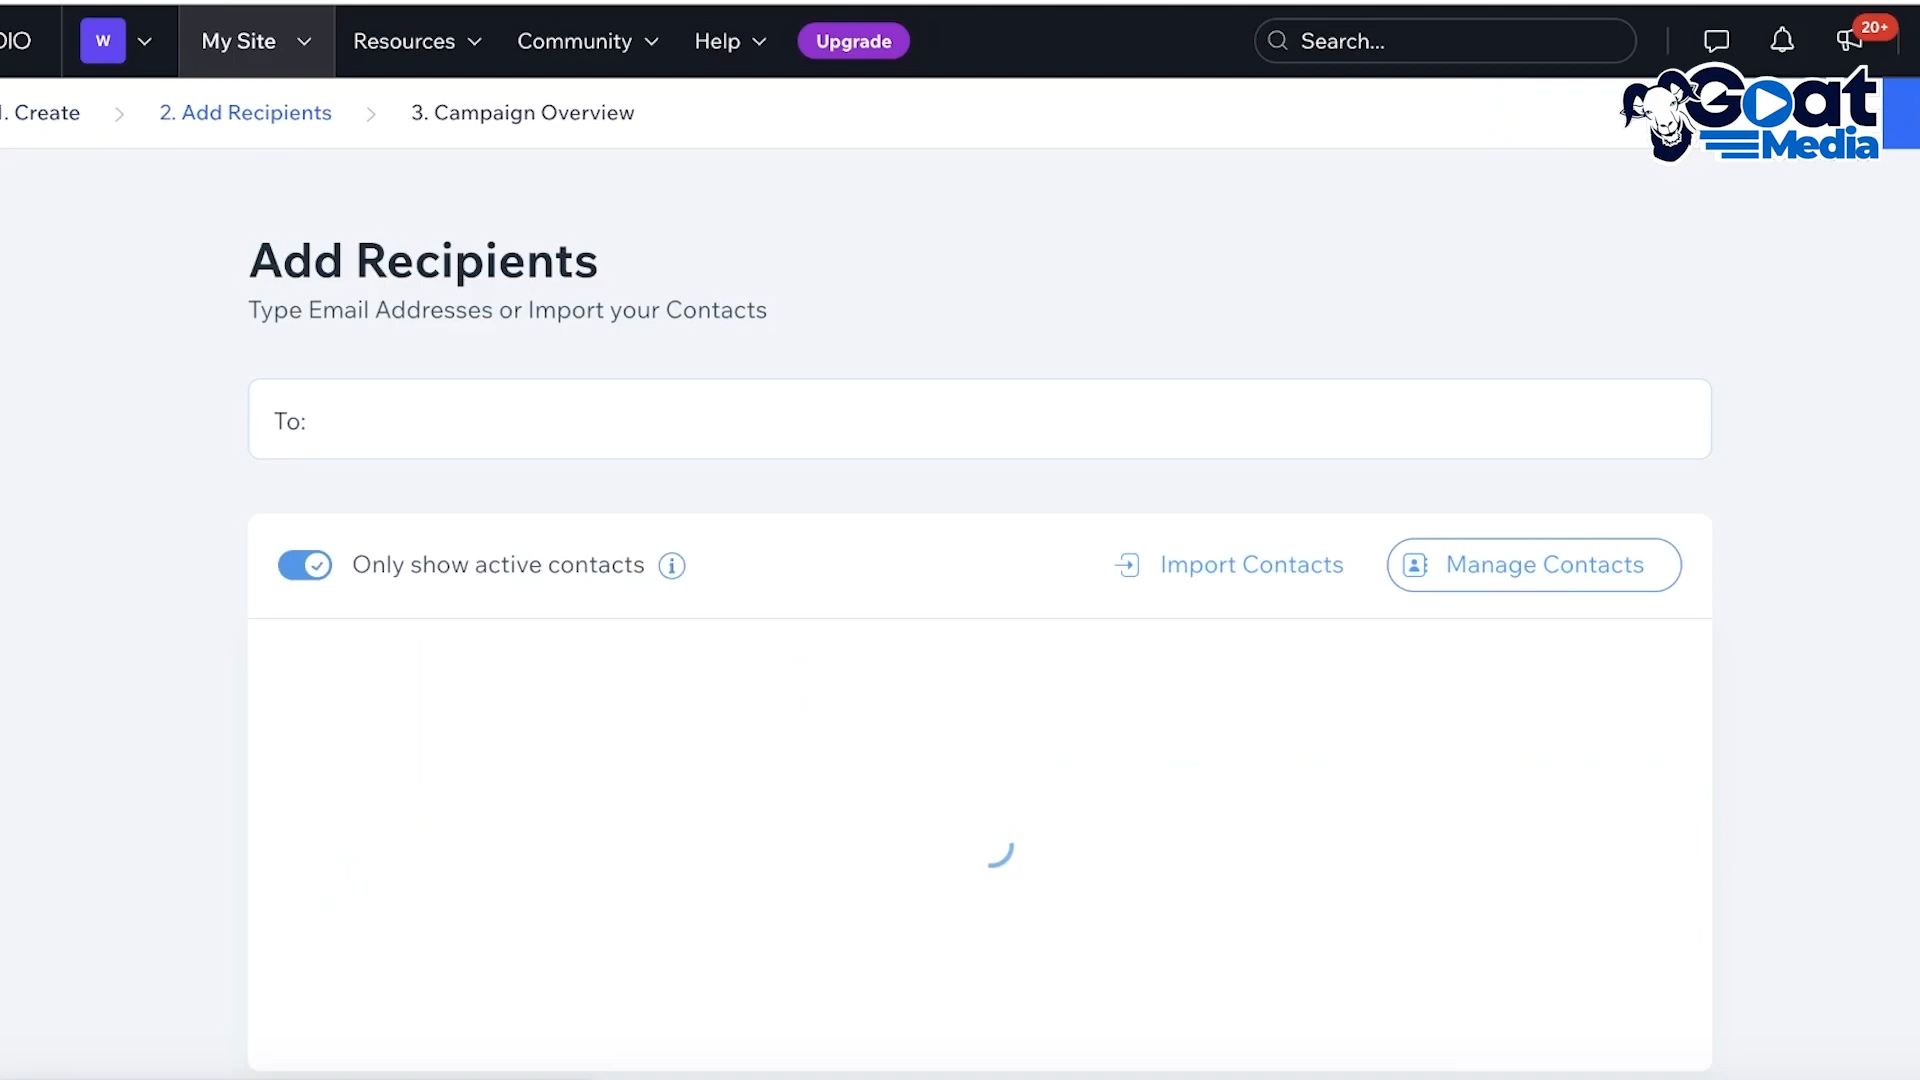 DIO
W
My Site
Resources
Community
Help
Upgrade
Search...
20+
1. Create
2. Add Recipients
3. Campaign Overview
Goat
Media
Add Recipients
Type Email Addresses or Import your Contacts
To:
Only show active contacts
Import Contacts
Manage Contacts